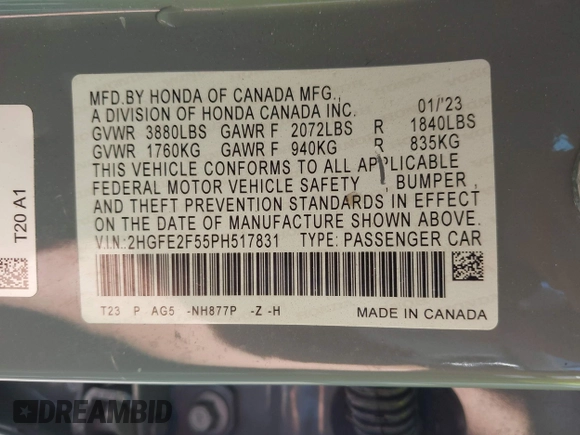 MFD.BY HONDA OF CANADA MFG.,
A DIVISION OF HONDA CANADA INC. 01/'23
GVWR 3880LBS GAWR F 2072LBS R 1840LBS
GVWR 1760KG GAWR F 940KG R 835KG
THIS VEHICLE CONFORMS TO ALL APPLICABLE
FEDERAL MOTOR VEHICLE SAFETY , BUMPER ,
AND THEFT PREVENTION STANDARDS IN EFFECT
ON THE DATE OF MANUFACTURE SHOWN ABOVE.
V.I.N.:2HGFE2F55PH517831 TYPE: PASSENGER CAR
T23 P AG5 -NH877P -Z -H MADE IN CANADA
T20 A1
DREAMBID